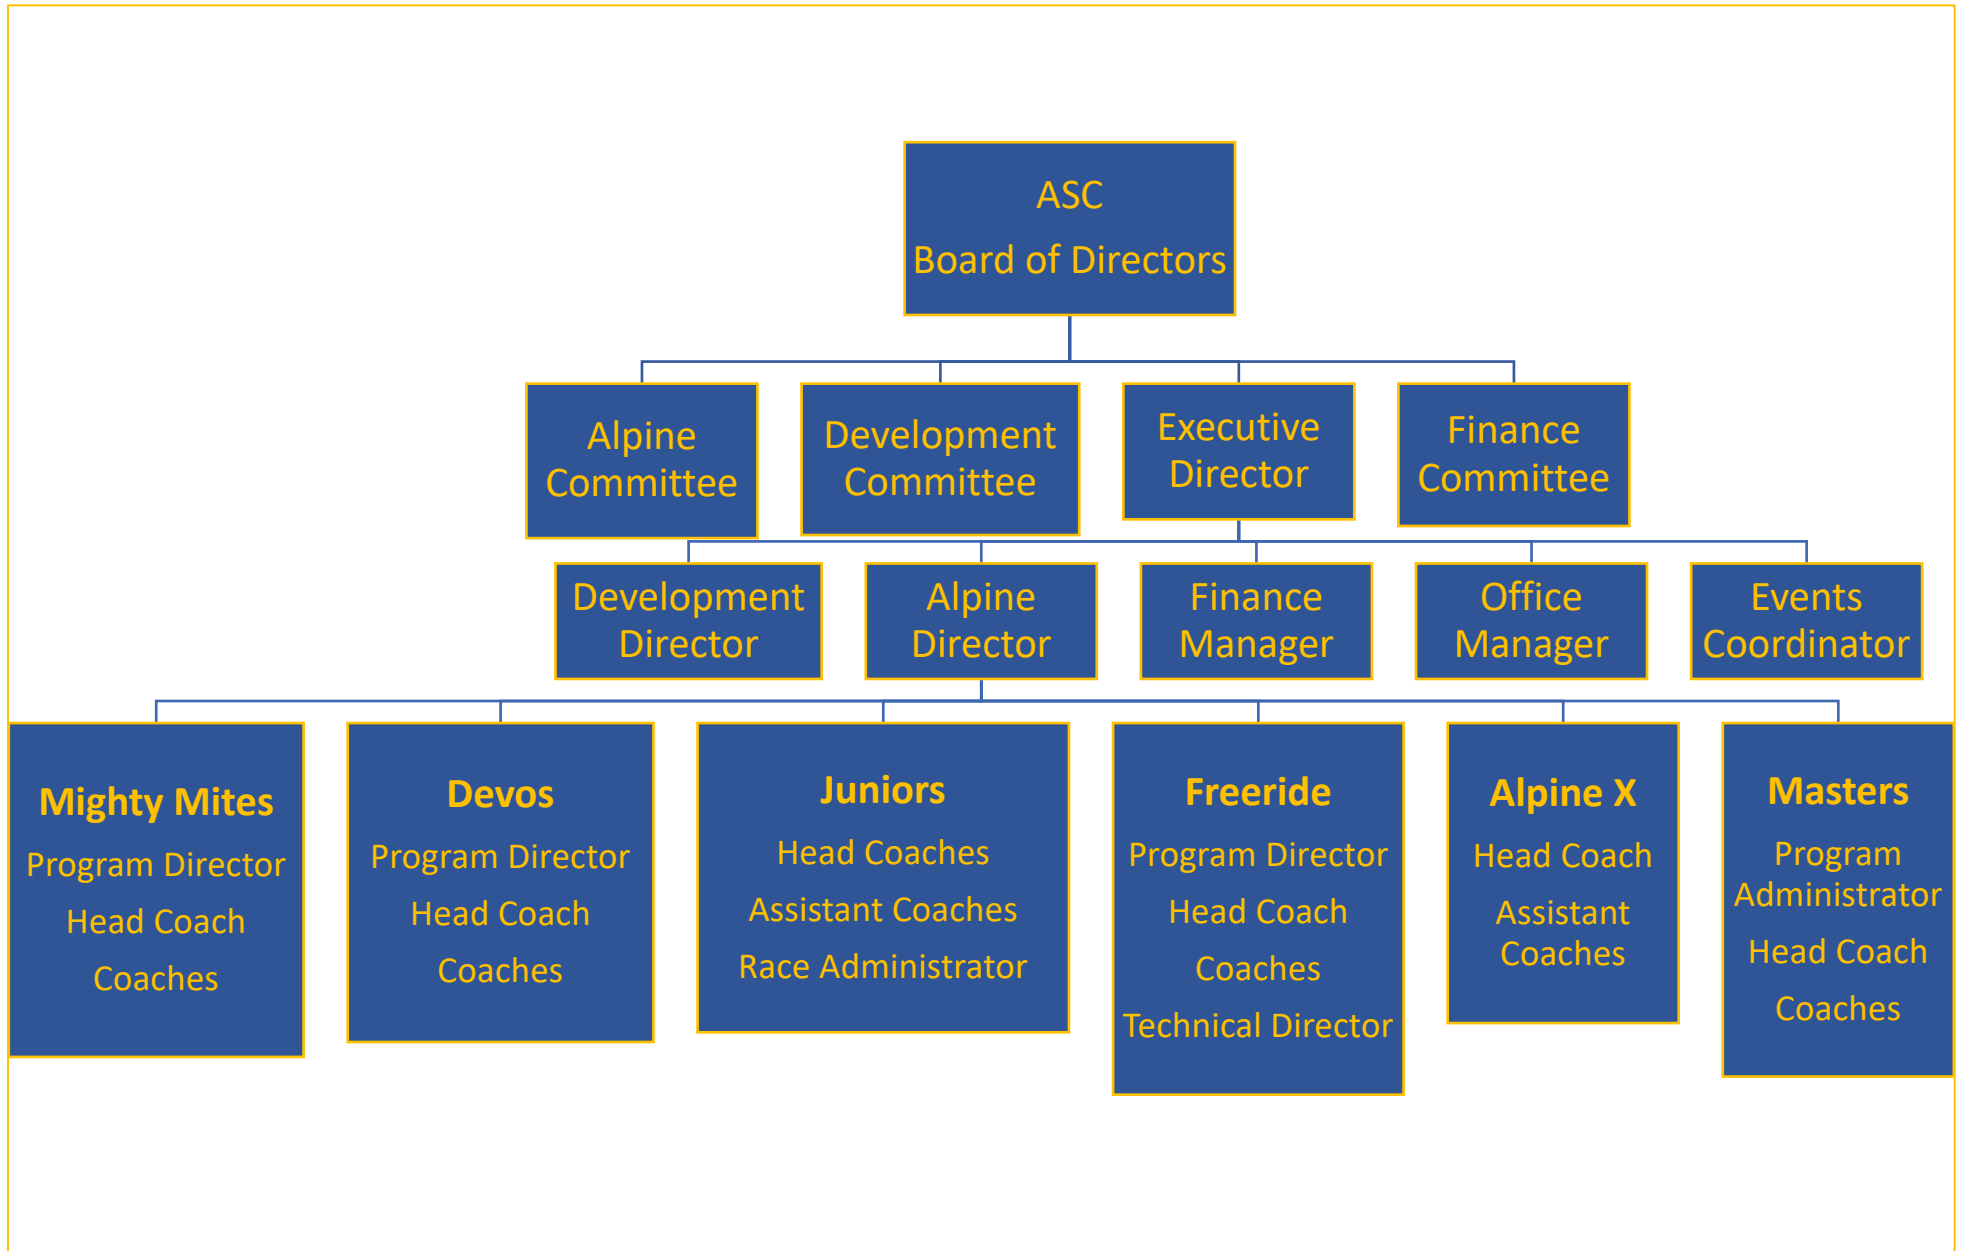 ASC
Board of Directors
Alpine
Committee
Development
Committee
Executive
Director
Finance
Committee
Development
Director
Alpine
Director
Finance
Manager
Office
Manager
Events
Coordinator
Mighty Mites
Program Director
Head Coach
Coaches
Devos
Program Director
Head Coach
Coaches
Juniors
Head Coaches
Assistant Coaches
Race Administrator
Freeride
Program Director
Head Coach
Coaches
Technical Director
Alpine X
Head Coach
Assistant
Coaches
Masters
Program
Administrator
Head Coach
Coaches